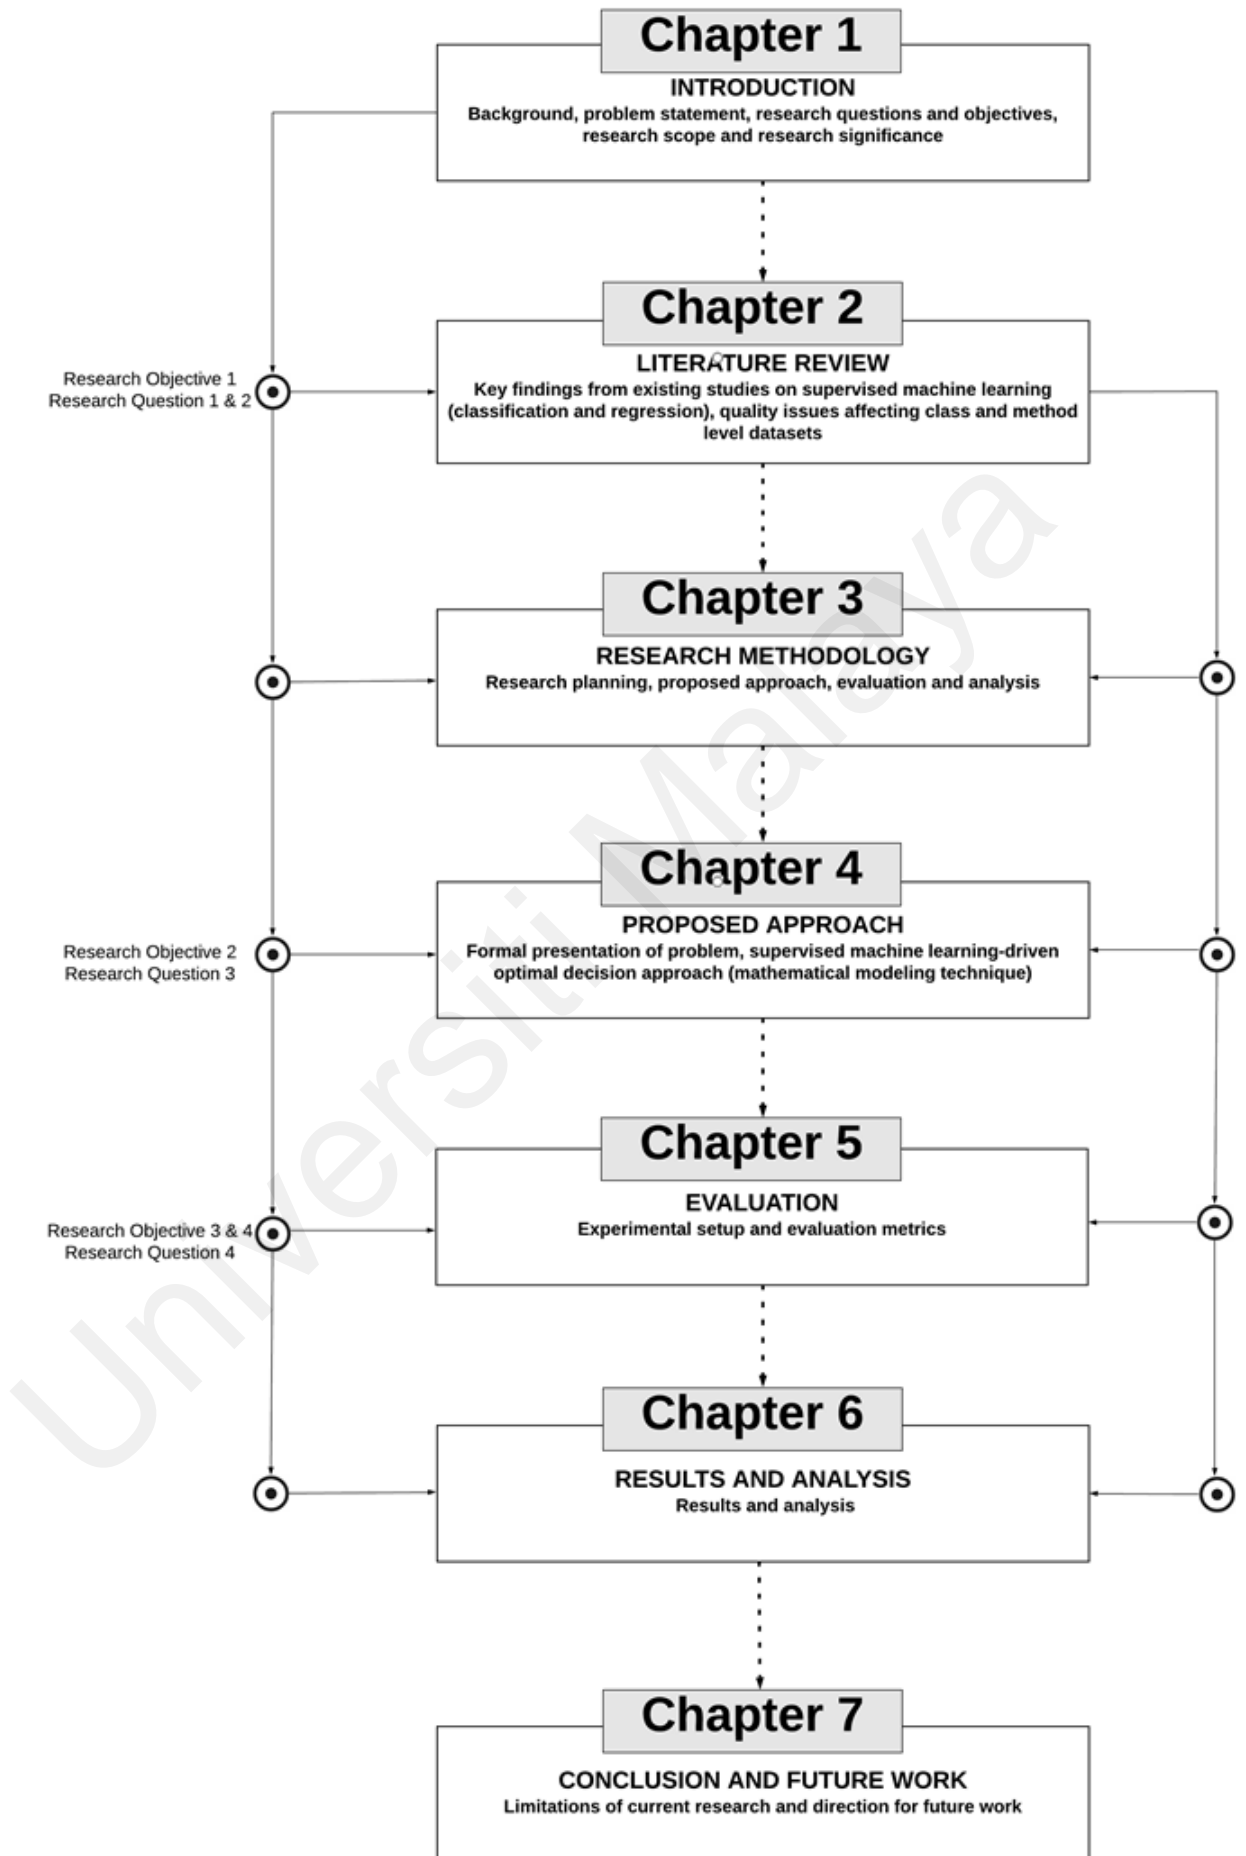 Chapter 1
INTRODUCTION
Background, problem statement, research questions and objectives,
research scope and research significance
Chapter 2
LITERATURE REVIEW
Key findings from existing studies on supervised machine learning
(classification and regression), quality issues affecting class and method
level datasets
Research Objective 1
Research Question 1 & 2
Chapter 3
RESEARCH METHODOLOGY
Research planning, proposed approach, evaluation and analysis
Chapter 4
PROPOSED APPROACH
Formal presentation of problem, supervised machine learning-driven
optimal decision approach (mathematical modeling technique)
Research Objective 2
Research Question 3
Chapter 5
EVALUATION
Experimental setup and evaluation metrics
Research Objective 3 & 4
Research Question 4
Chapter 6
RESULTS AND ANALYSIS
Results and analysis
Chapter 7
CONCLUSION AND FUTURE WORK
Limitations of current research and direction for future work
Universiti Malaya